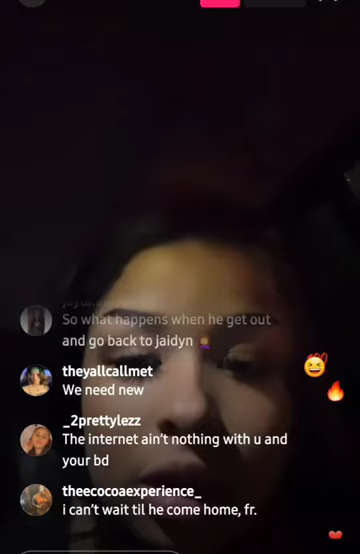 So what happens when he get out
and go back to jaidyn 🤦🏽‍♀️
theyallcallmet
We need new
_2prettylezz
The internet ain't nothing with u and
your bd
theecocoaexperience_
i can't wait til he come home, fr.